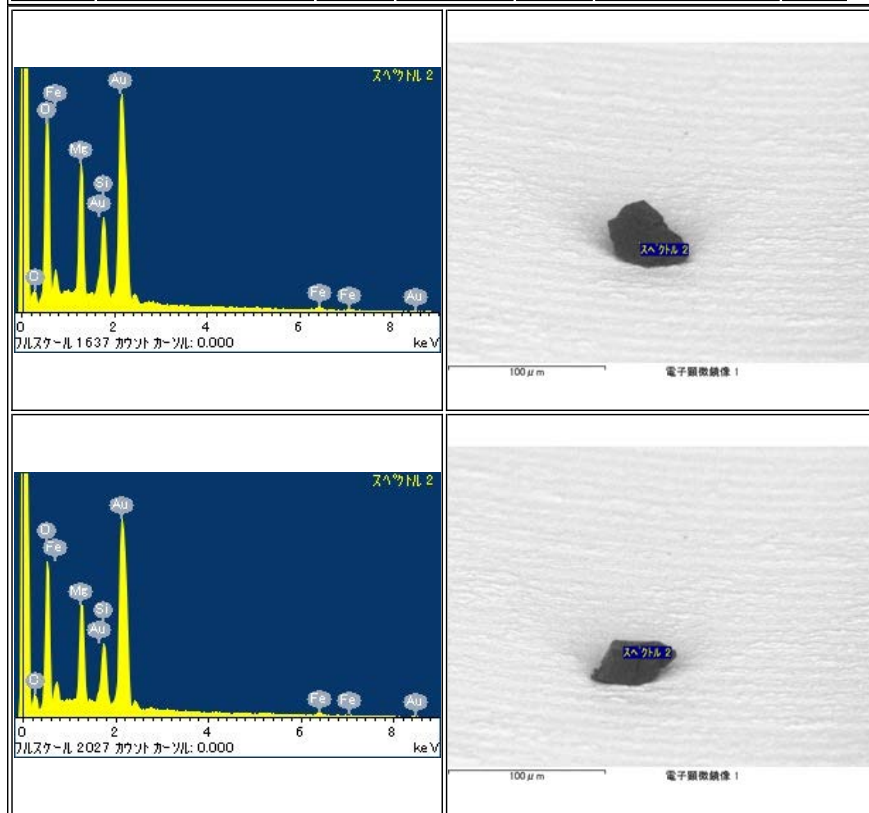 スペクトル 2
Au
Fe
O
Mg
Si
Au
C
Fe
Fe
Au
0
2
4
6
8
フルスケール 1637 カウント カーソル: 0.000
keV
スペクトル 2
100μm
電子顕微鏡像 1
スペクトル 2
Au
O
Fe
Mg
Si
Au
C
Fe
Fe
Au
0
2
4
6
8
フルスケール 2027 カウント カーソル: 0.000
keV
スペクトル 2
100μm
電子顕微鏡像 1